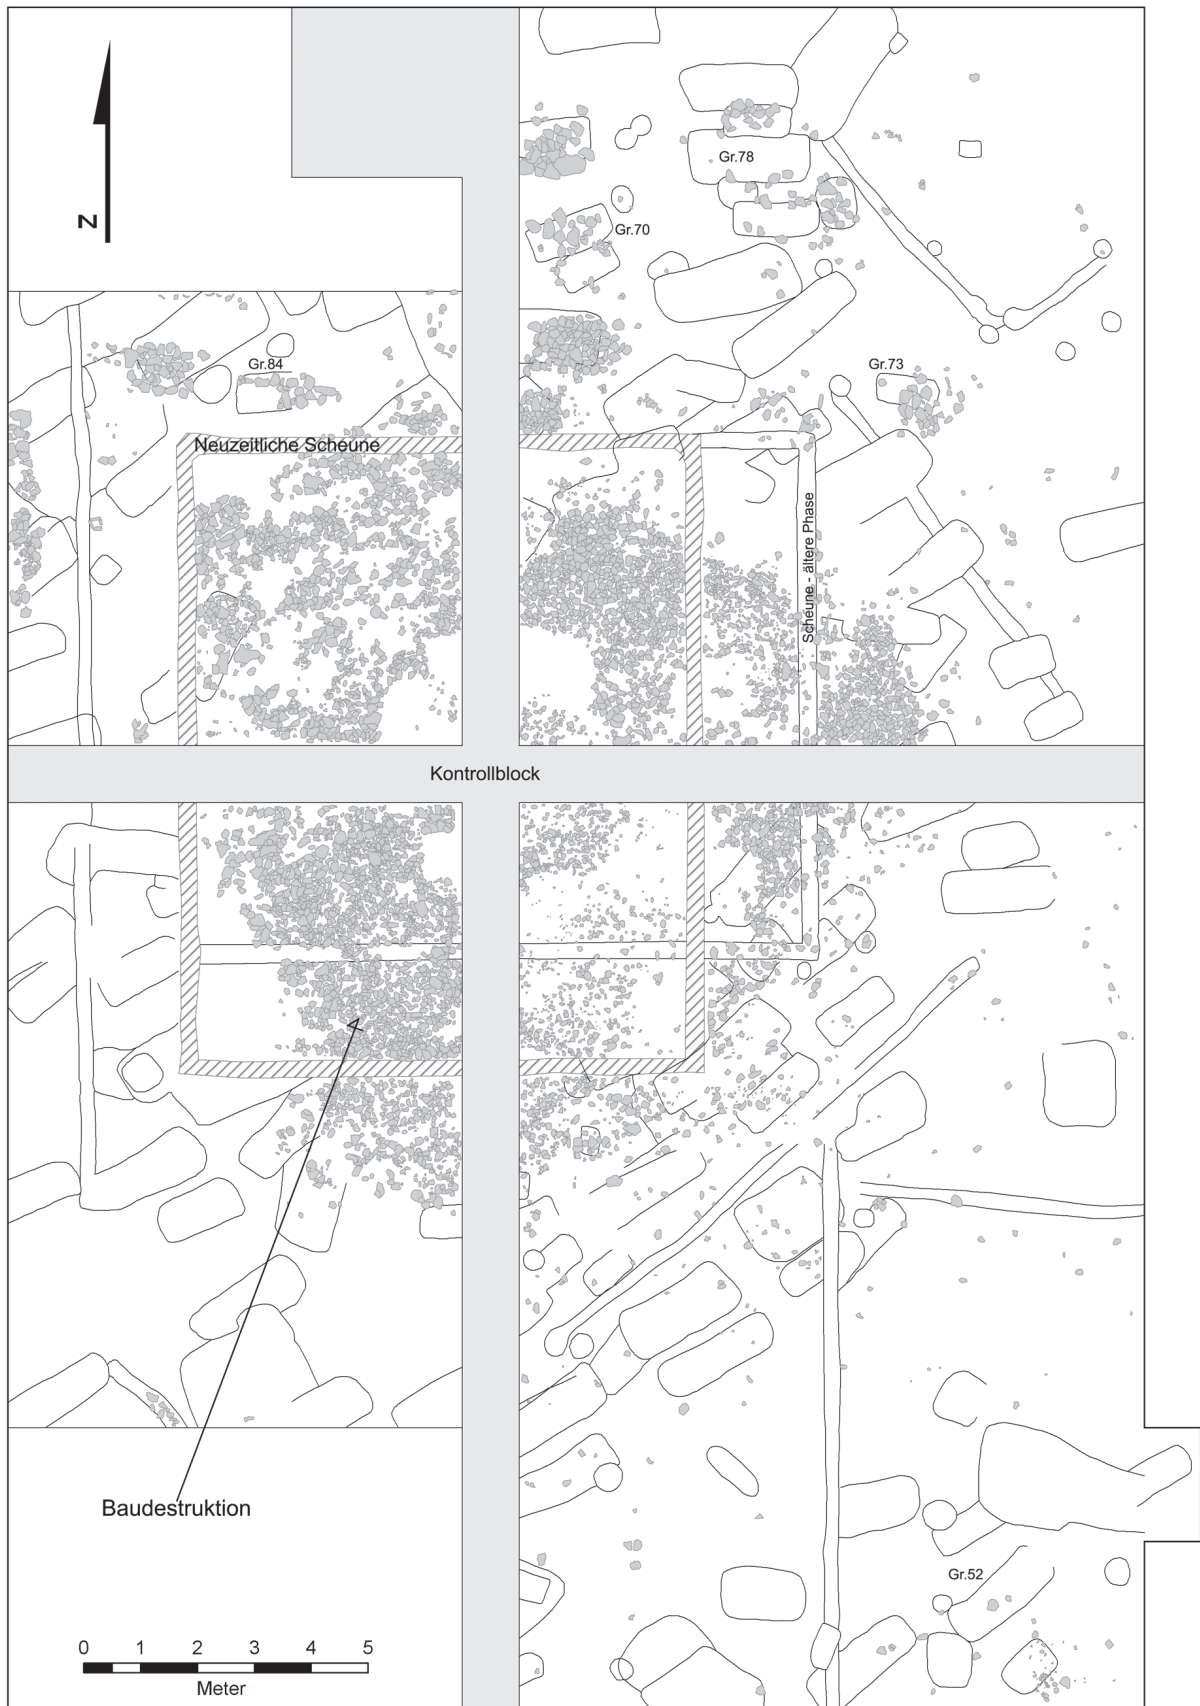 Gr.78
Gr.70
N
Gr.84
Gr.73
Neuzeitliche Scheune
Scheune - ältere Phase
Kontrollblock
Baudestruktion
Gr.52
0 1 2 3 4 5
Meter